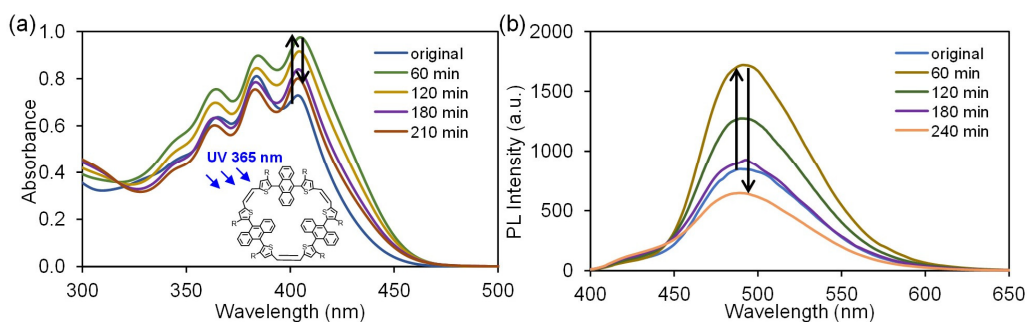 (a)
1.0
0.8
0.6
0.4
0.2
0.0
Absorbance
300
350
400
450
500
Wavelength (nm)
original
60 min
120 min
180 min
210 min
UV 365 nm
R
R
S
S
S
S
R
R
S
S
R
R
(b)
2000
1500
1000
500
0
PL Intensity (a.u.)
400
450
500
550
600
650
Wavelength (nm)
original
60 min
120 min
180 min
240 min